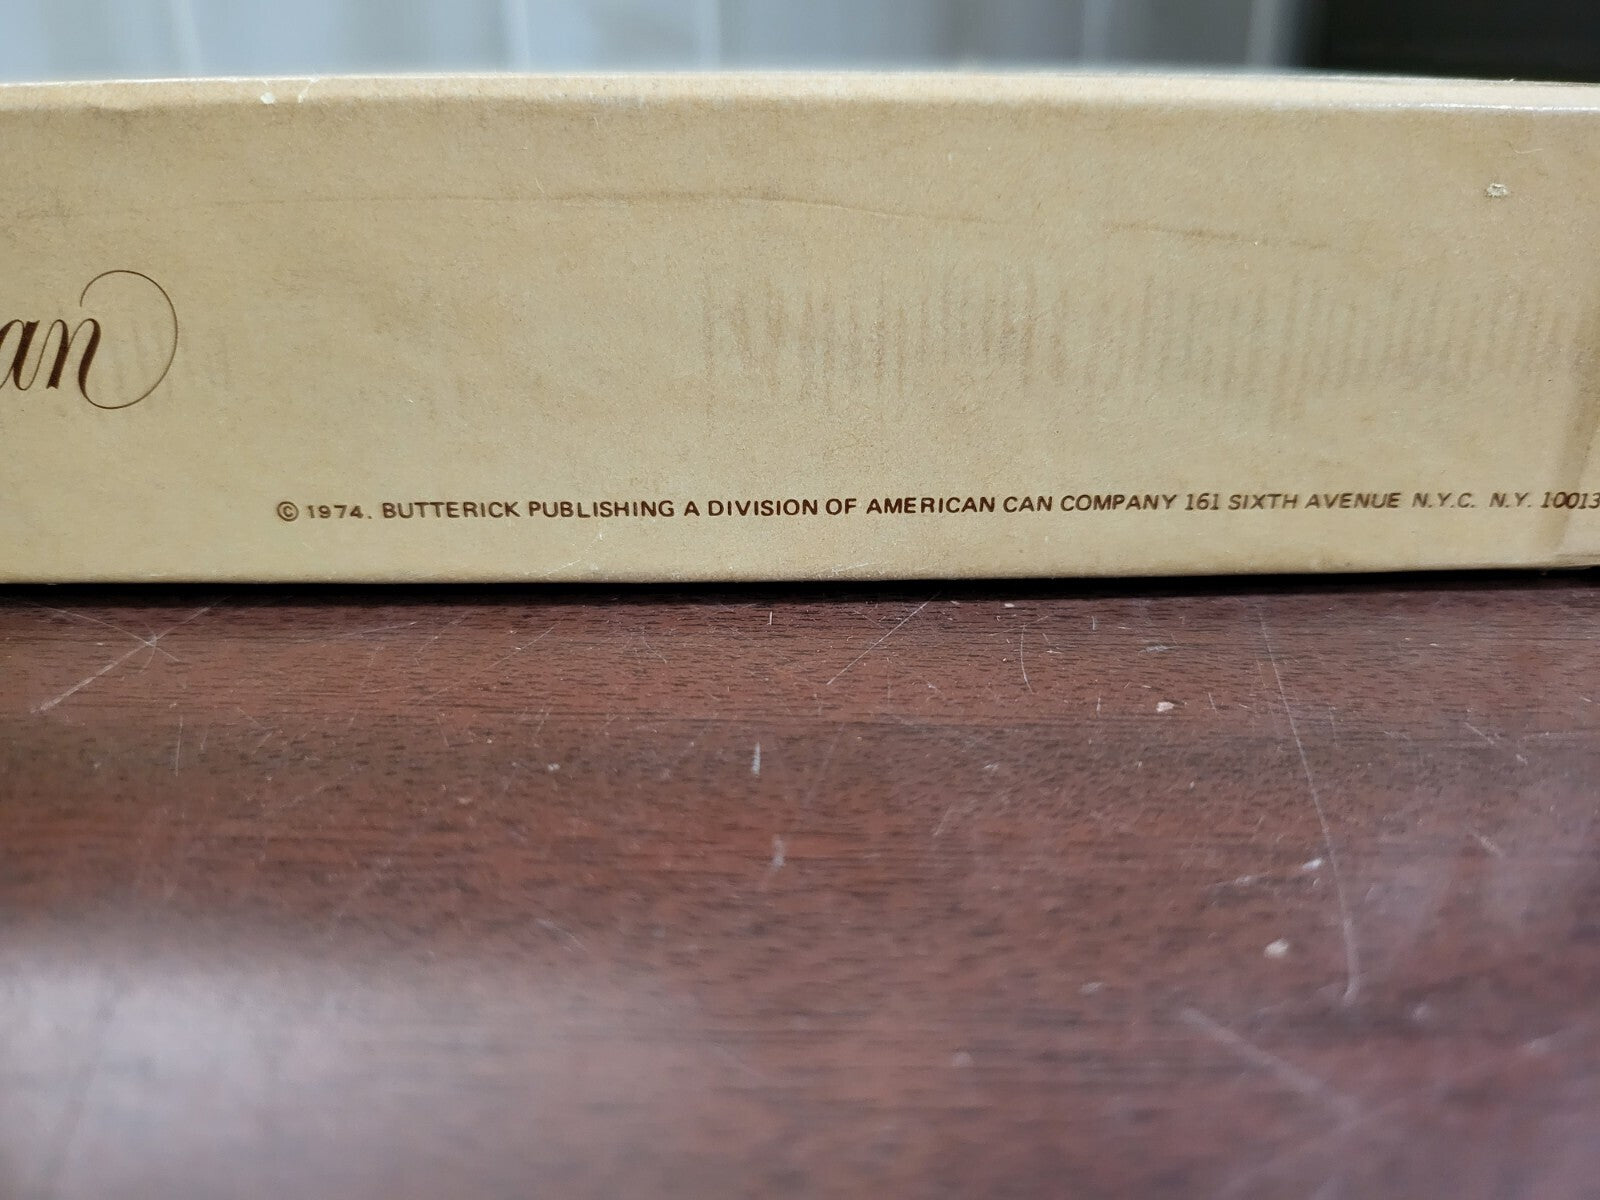 an
© 1974. BUTTERICK PUBLISHING A DIVISION OF AMERICAN CAN COMPANY 161 SIXTH AVENUE N.Y.C. N.Y. 10013